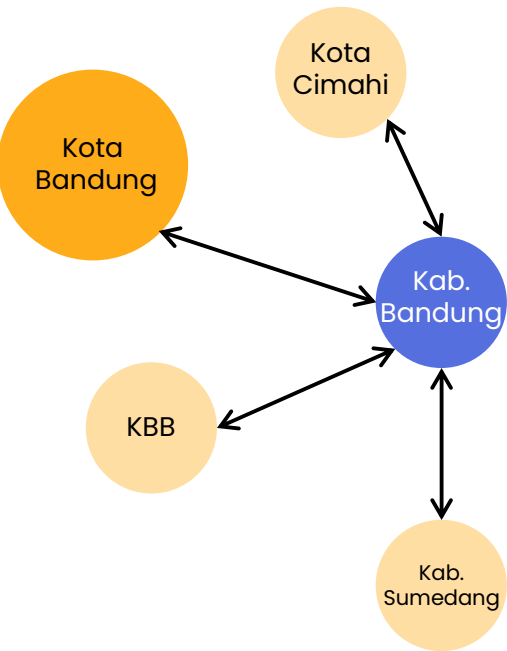 Kota
Cimahi
Kota
Bandung
Kab.
Bandung
KBB
Kab.
Sumedang